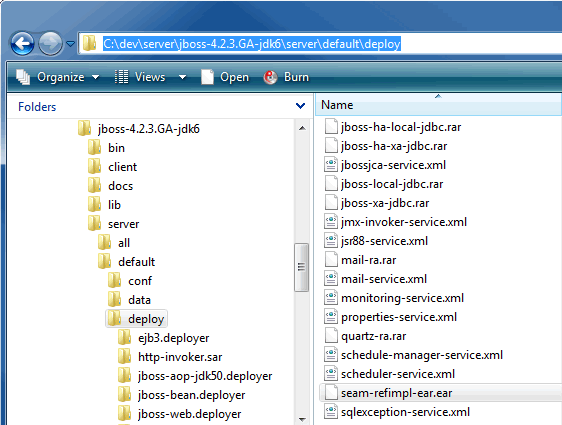 C:\dev\server\jboss-4.2.3.GA-jdk6\server\default\deploy
Organize Views Open Burn
Folders
jboss-4.2.3.GA-jdk6
bin
client
docs
lib
server
all
default
conf
data
deploy
ejb3.deployer
http-invoker.sar
jboss-aop-jdk50.deployer
jboss-bean.deployer
jboss-web.deployer
Name
jboss-ha-local-jdbc.rar
jboss-ha-xa-jdbc.rar
jbossjca-service.xml
jboss-local-jdbc.rar
jboss-xa-jdbc.rar
jmx-invoker-service.xml
jsr88-service.xml
mail-ra.rar
mail-service.xml
monitoring-service.xml
properties-service.xml
quartz-ra.rar
schedule-manager-service.xml
scheduler-service.xml
seam-refimpl-ear.ear
sqlexception-service.xml